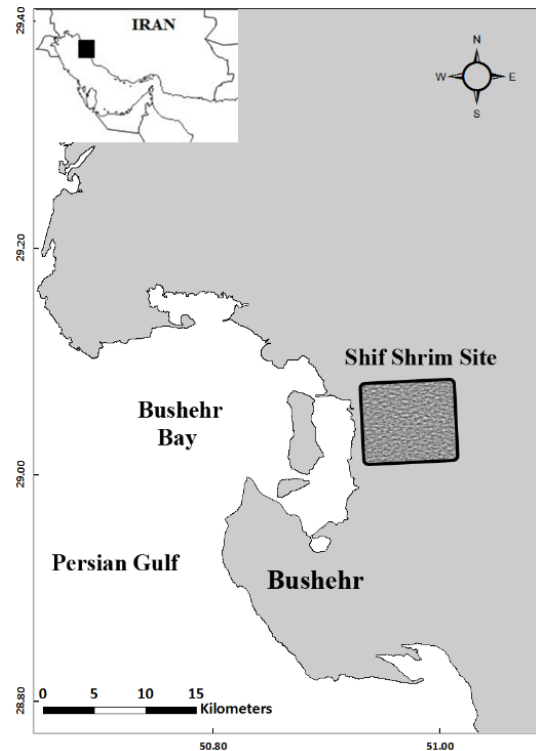 29.40
IRAN
N
W E
S
29.20
Shif Shrim Site
Bushehr
Bay
29.00
Persian Gulf
Bushehr
0 5 10 15
Kilometers
28.80
50.80 51.00